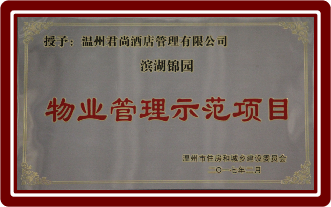 授予：温州君尚酒店管理有限公司
滨湖锦园
物业管理示范项目
温州市住房和城乡建设委员会
二〇一七年 月